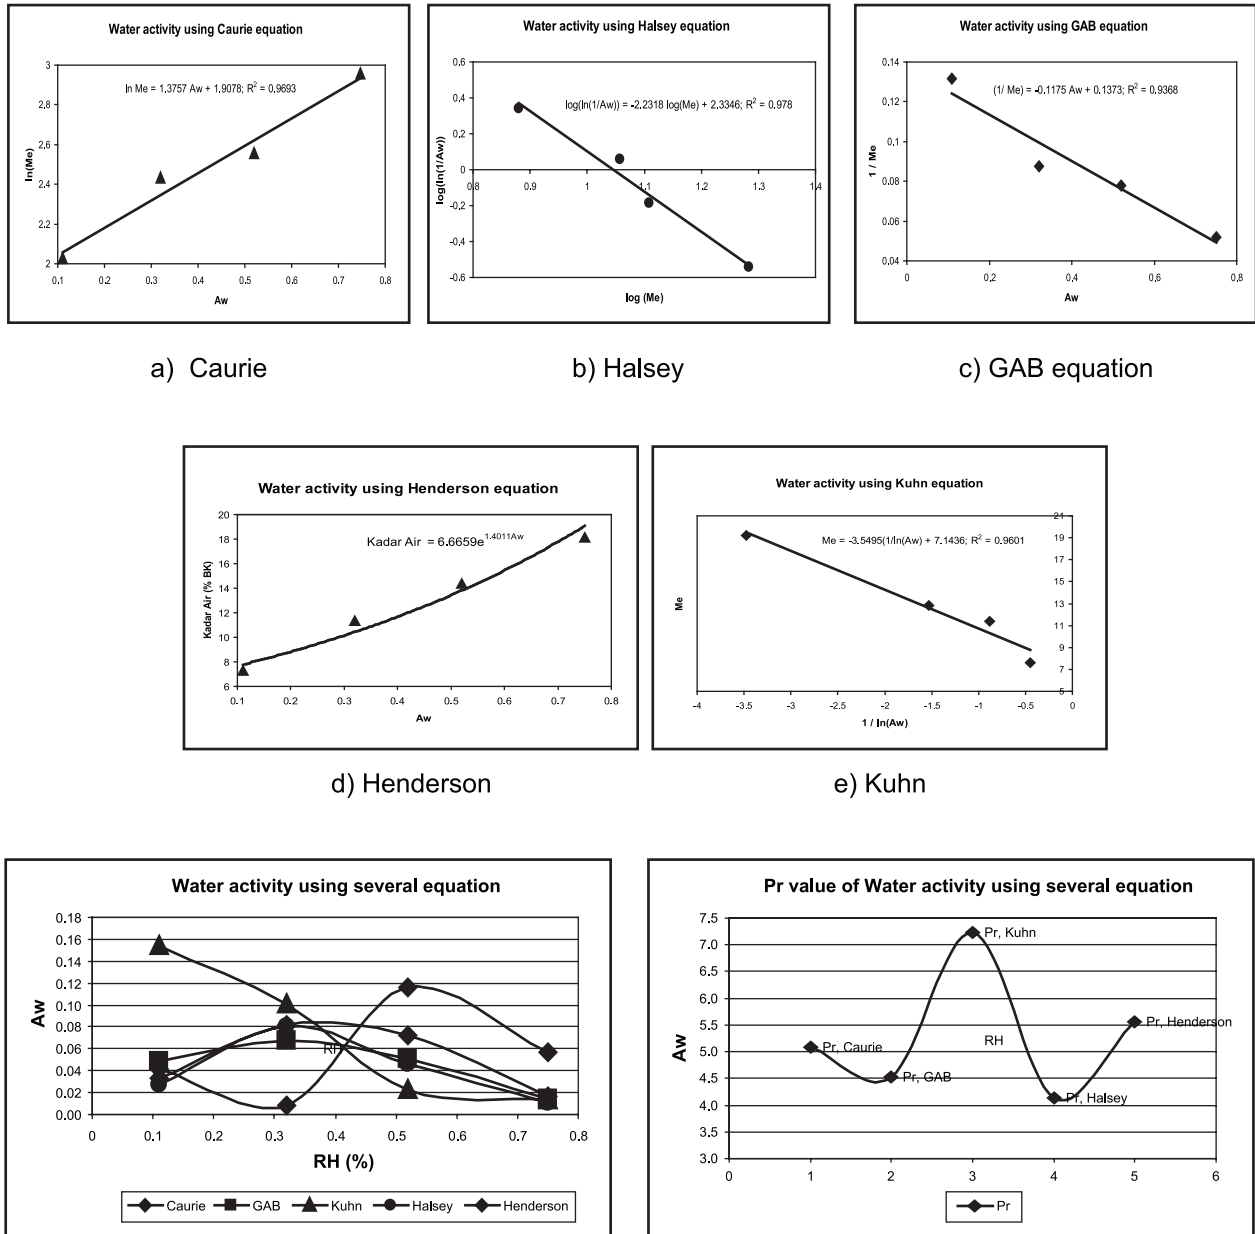 Water activity using Caurie equation
ln Me = 1.3757 Aw + 1.9078; R² = 0.9693
3
2.8
2.6
2.4
2.2
2
ln(Me)
0.1 0.2 0.3 0.4 0.5 0.6 0.7 0.8
Aw
Water activity using Halsey equation
log(ln(1/Aw)) = -2.2318 log(Me) + 2.3346; R² = 0.978
0.6
0.4
0.2
0
-0.2
-0.4
-0.6
log(ln(1/Aw))
0.8 0.9 1 1.1 1.2 1.3 1.4
log (Me)
Water activity using GAB equation
(1/ Me) = -0.1175 Aw + 0.1373; R² = 0.9368
0.14
0.12
0.1
0.08
0.06
0.04
1 / Me
0 0.2 0.4 0.6 0.8
Aw
a) Caurie
b) Halsey
c) GAB equation
Water activity using Henderson equation
Kadar Air = 6.6659e^1.4011Aw
20
18
16
14
12
10
8
6
Kadar Air (% BK)
0.1 0.2 0.3 0.4 0.5 0.6 0.7 0.8
Aw
Water activity using Kuhn equation
Me = -3.5495(1/ln(Aw) + 7.1436; R² = 0.9601
Me
21
19
17
15
13
11
9
7
5
-4 -3.5 -3 -2.5 -2 -1.5 -1 -0.5 0
1 / ln(Aw)
d) Henderson
e) Kuhn
Water activity using several equation
0.18
0.16
0.14
0.12
0.10
0.08
0.06
0.04
0.02
0.00
Aw
RH
0 0.1 0.2 0.3 0.4 0.5 0.6 0.7 0.8
RH (%)
Caurie GAB Kuhn Halsey Henderson
Pr value of Water activity using several equation
7.5
7.0
6.5
6.0
5.5
5.0
4.5
4.0
3.5
3.0
Aw
Pr, Kuhn
Pr, Henderson
RH
Pr, Caurie
Pr, GAB
Pr, Halsey
0 1 2 3 4 5 6
Pr